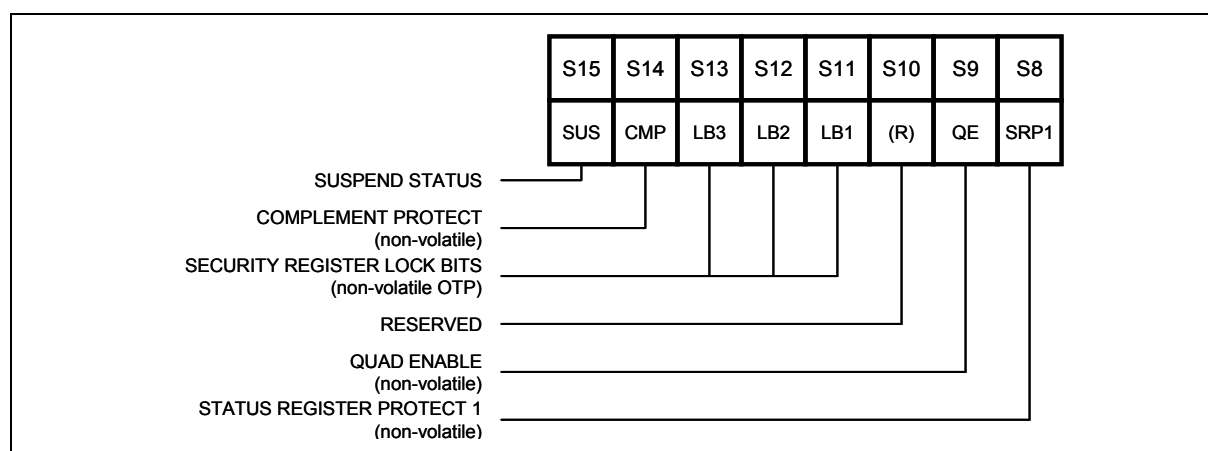 S15 S14 S13 S12 S11 S10 S9 S8
SUS CMP LB3 LB2 LB1 (R) QE SRP1
SUSPEND STATUS
COMPLEMENT PROTECT
(non-volatile)
SECURITY REGISTER LOCK BITS
(non-volatile OTP)
RESERVED
QUAD ENABLE
(non-volatile)
STATUS REGISTER PROTECT 1
(non-volatile)